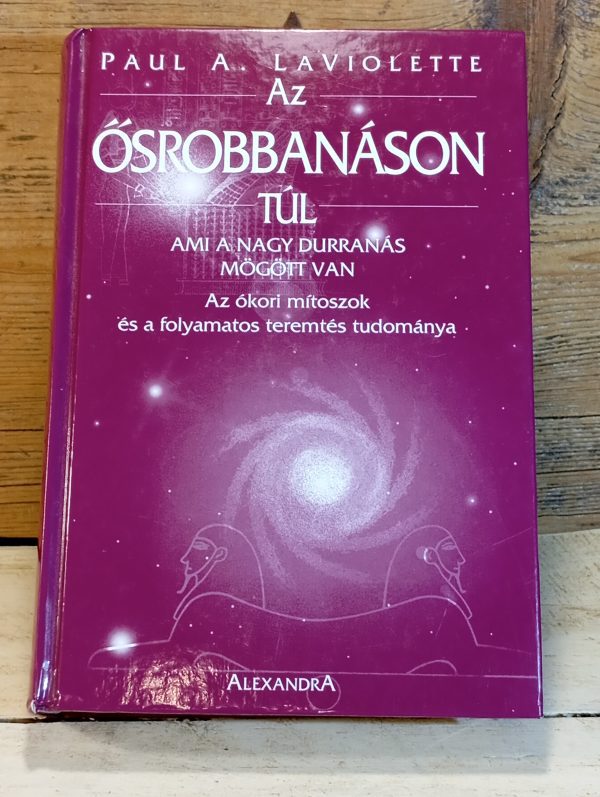 PAUL A. LAVIOLETTE
AZ
ŐSROBBANÁSON
TÚL
AMI A NAGY DURRANÁS
MÖGÖTT VAN
Az ókori mítoszok
és a folyamatos teremtés tudománya
ALEXANDRA